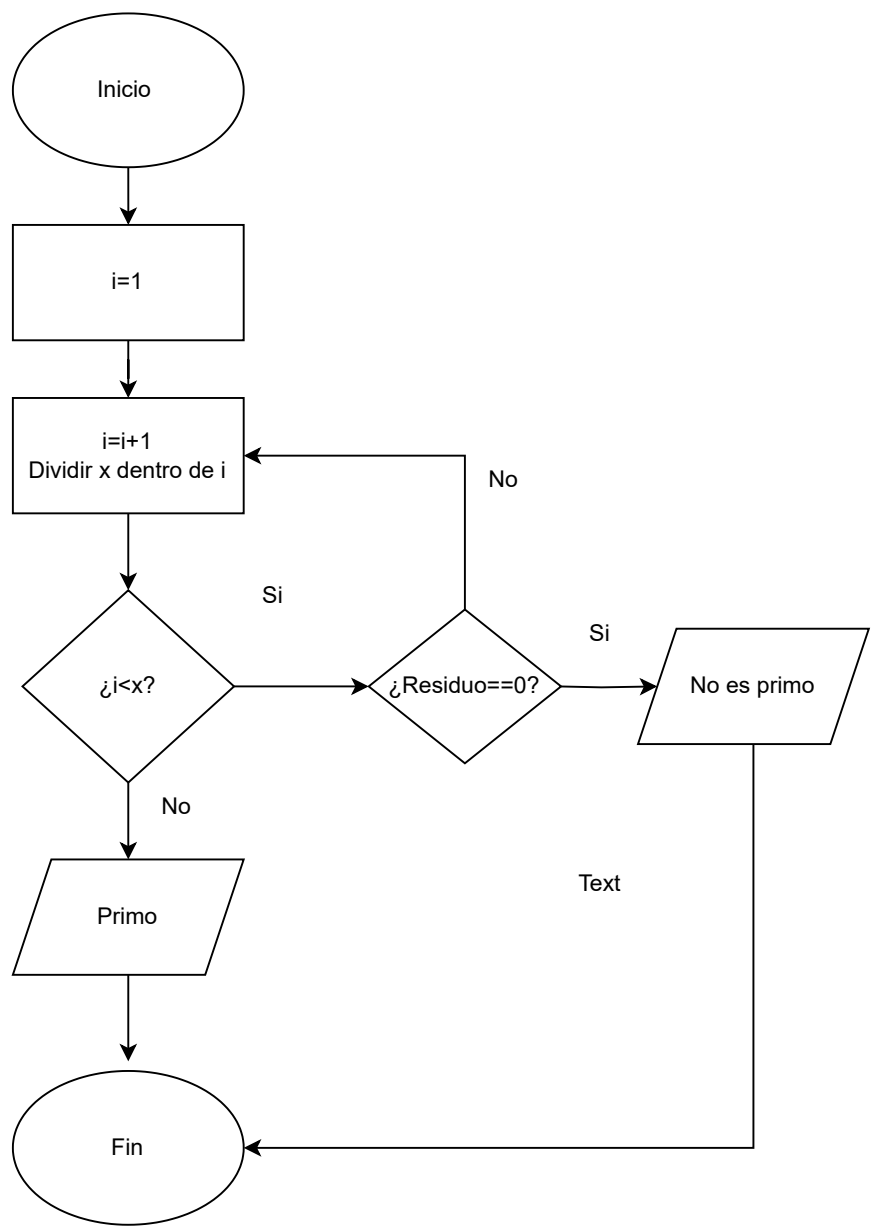 Inicio
i=1
i=i+1
Dividir x dentro de i
No
Si
Si
¿i<x?
¿Residuo==0?
No es primo
No
Text
Primo
Fin